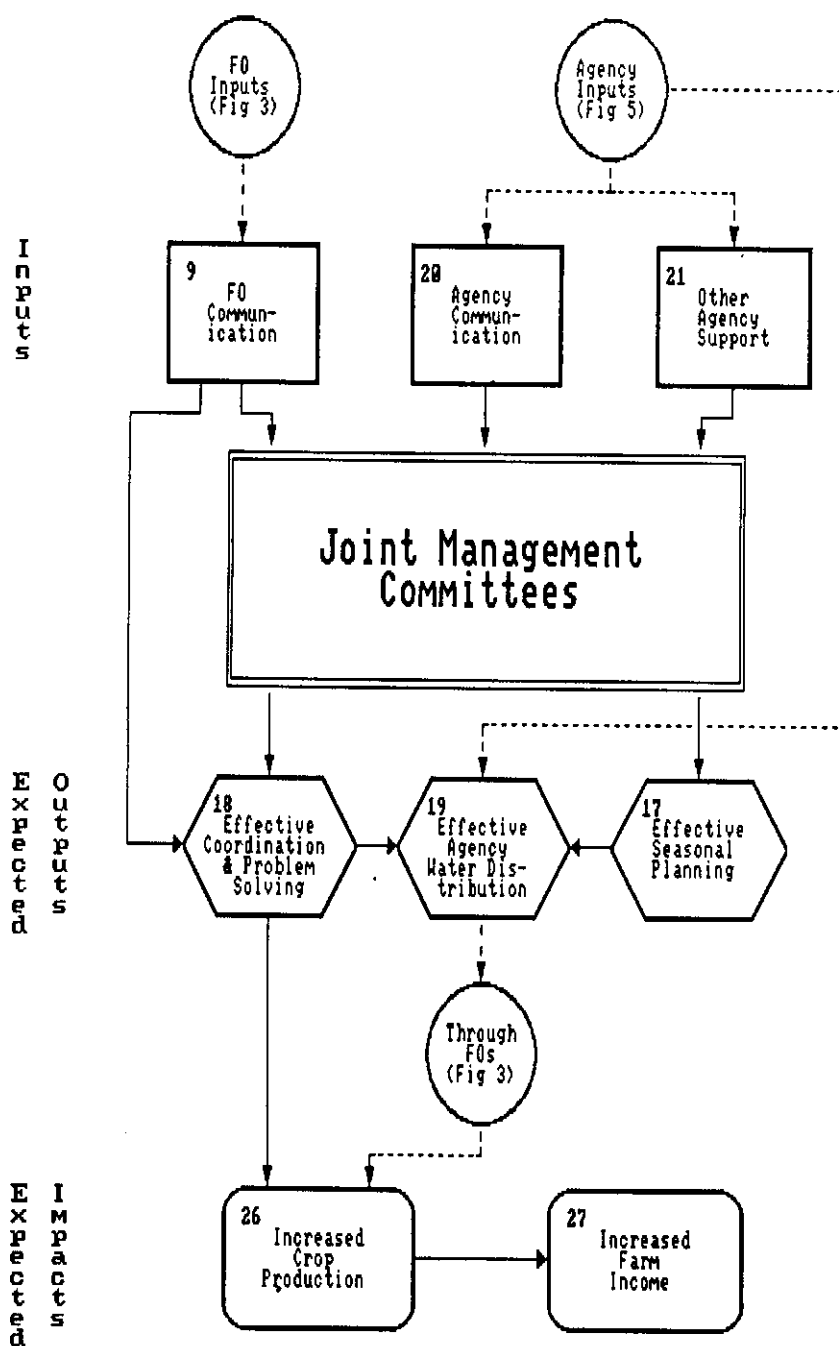 FO
Inputs
(Fig 3)
Agency
Inputs
(Fig 5)
Inputs
9
FO
Commun-
ication
20
Agency
Commun-
ication
21
Other
Agency
Support
Joint Management
Committees
Expected
Outputs
18
Effective
Coordination
& Problem
Solving
19
Effective
Agency
Water Dis-
tribution
17
Effective
Seasonal
Planning
Through
FOs
(Fig 3)
Expected
Impacts
26
Increased
Crop
Production
27
Increased
Farm
Income